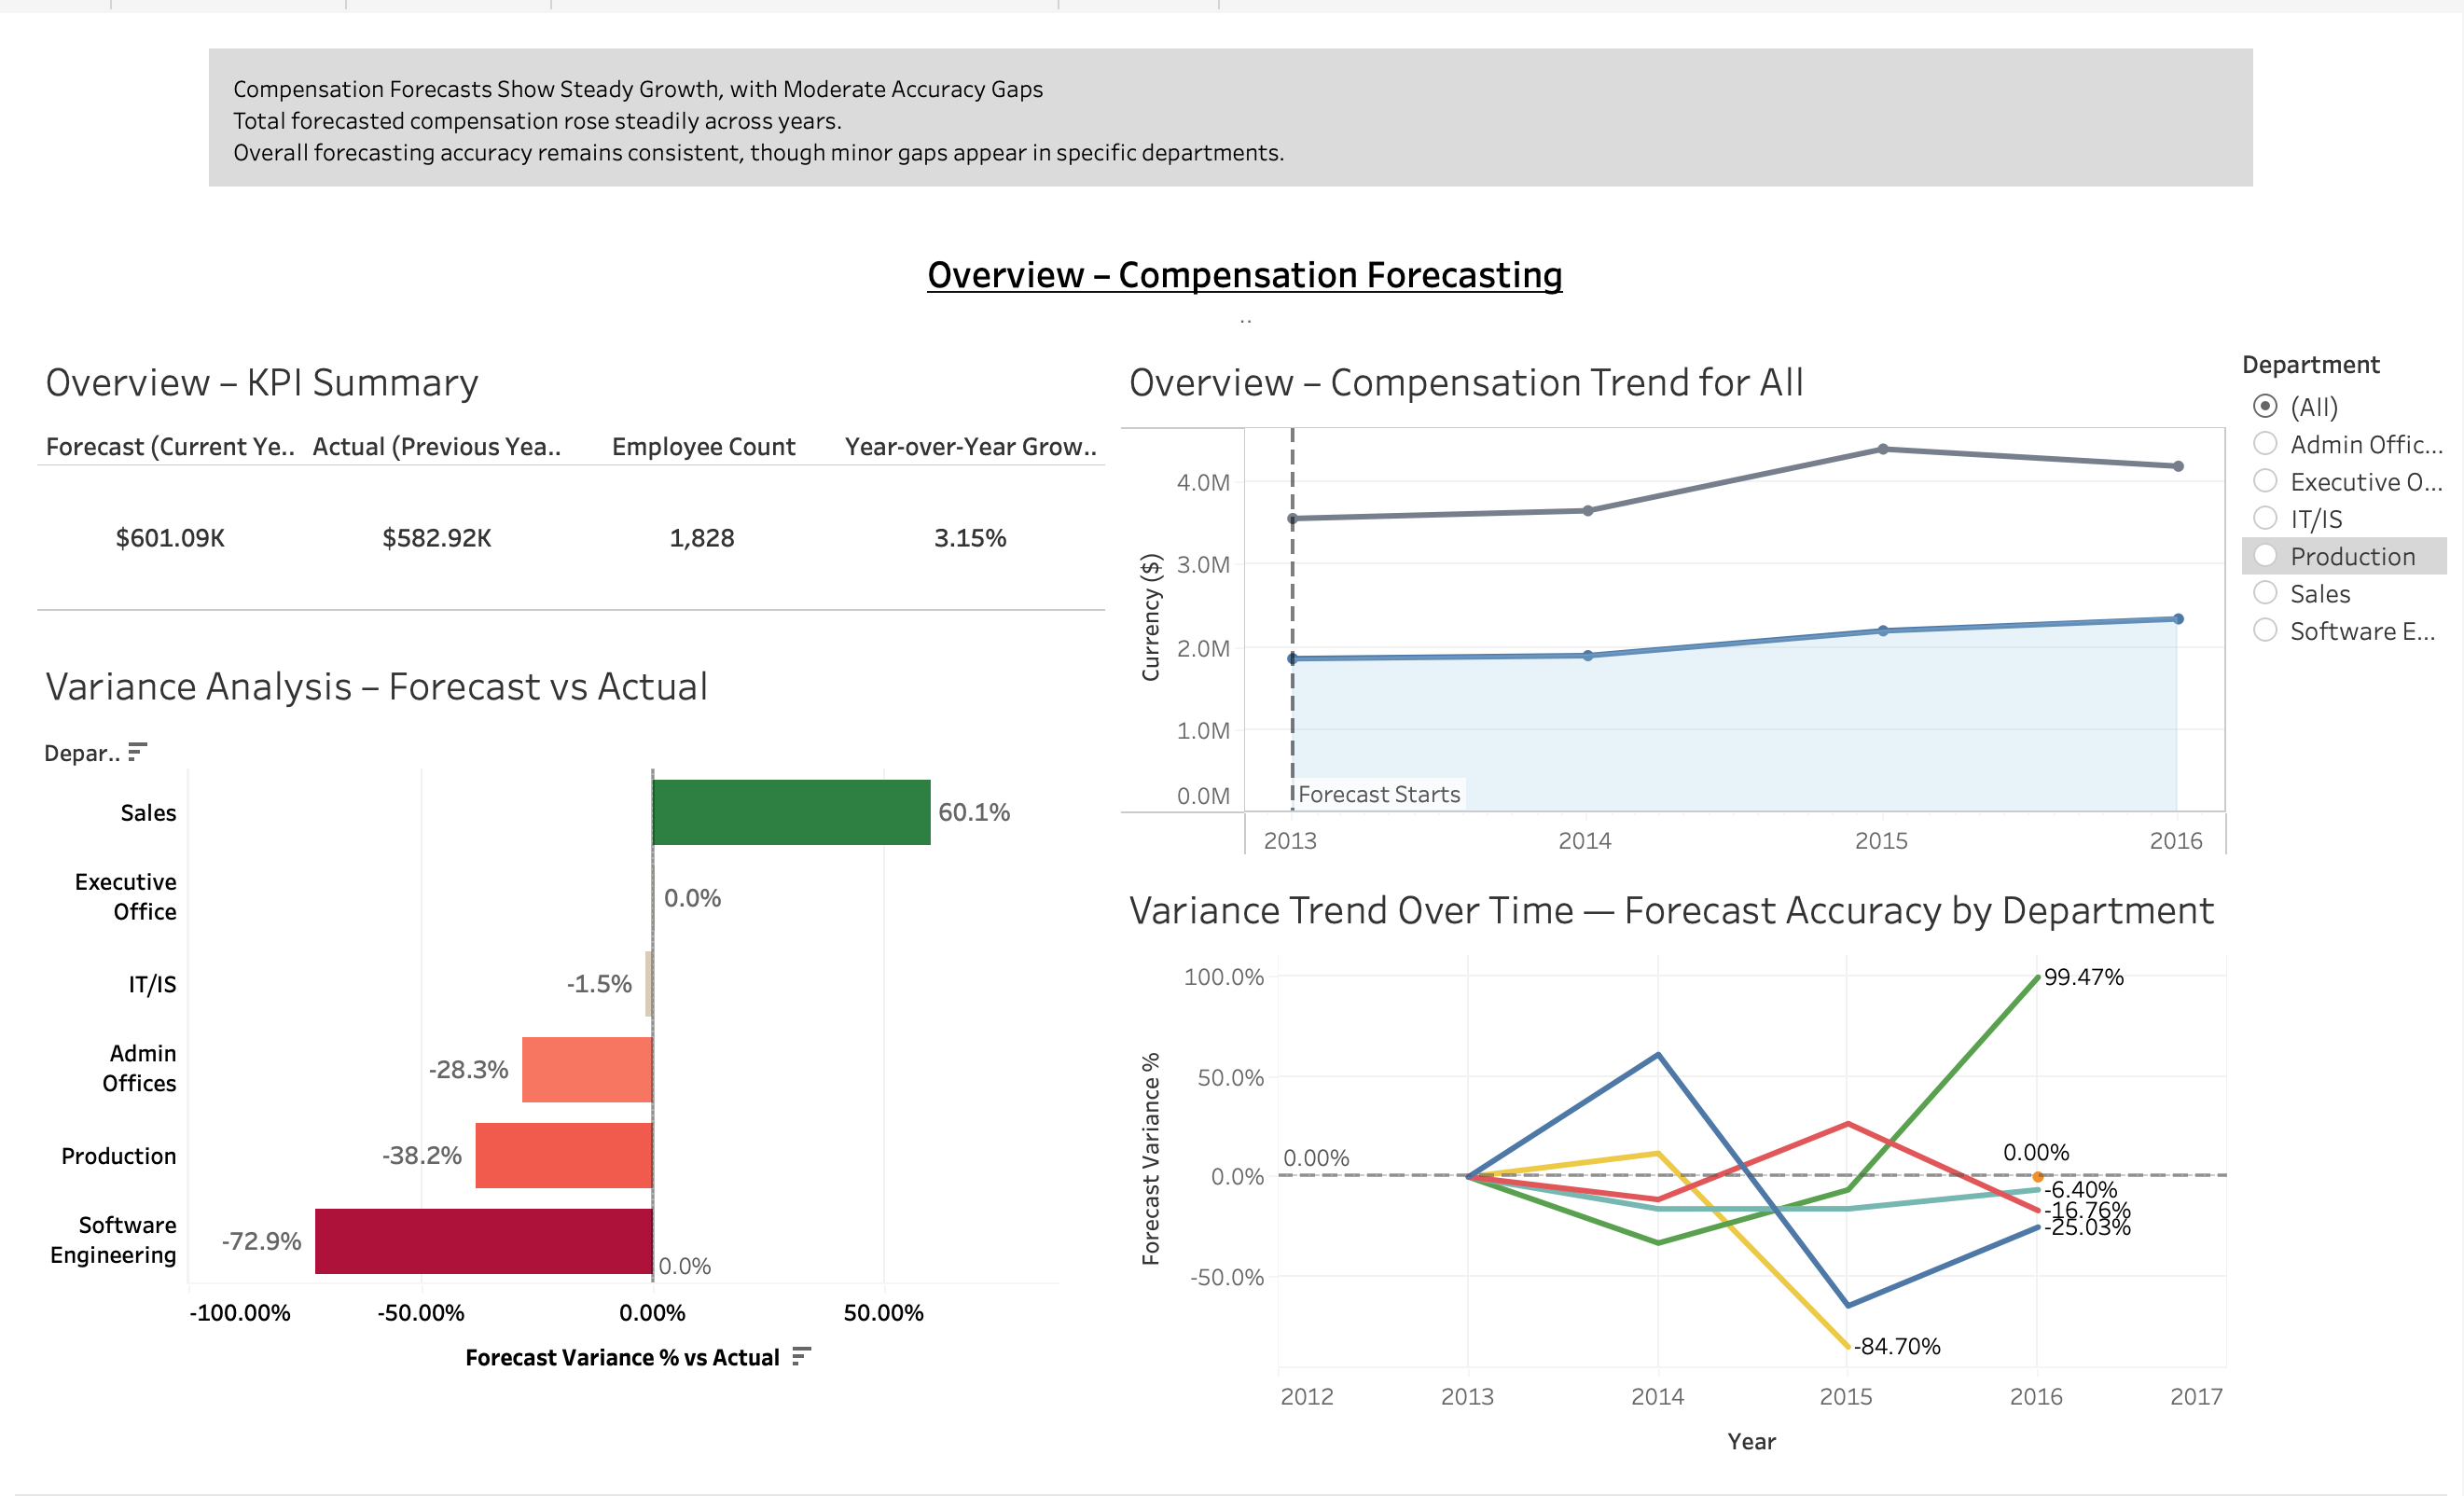 Compensation Forecasts Show Steady Growth, with Moderate Accuracy Gaps
Total forecasted compensation rose steadily across years.
Overall forecasting accuracy remains consistent, though minor gaps appear in specific departments.
Overview – Compensation Forecasting
..
Overview – KPI Summary
Forecast (Current Ye.. Actual (Previous Yea.. Employee Count Year-over-Year Grow..
$601.09K $582.92K 1,828 3.15%
Variance Analysis – Forecast vs Actual
Depar..
Sales
60.1%
Executive
Office
0.0%
IT/IS
-1.5%
Admin
Offices
-28.3%
Production
-38.2%
Software
Engineering
-72.9%
0.0%
-100.00% -50.00% 0.00% 50.00%
Forecast Variance % vs Actual
Overview – Compensation Trend for All
Currency ($)
4.0M
3.0M
2.0M
1.0M
0.0M
Forecast Starts
2013 2014 2015 2016
Department
(All)
Admin Offic...
Executive O...
IT/IS
Production
Sales
Software E...
Variance Trend Over Time — Forecast Accuracy by Department
Forecast Variance %
100.0%
50.0%
0.0%
-50.0%
0.00%
99.47%
0.00%
-6.40%
-16.76%
-25.03%
-84.70%
2012 2013 2014 2015 2016 2017
Year